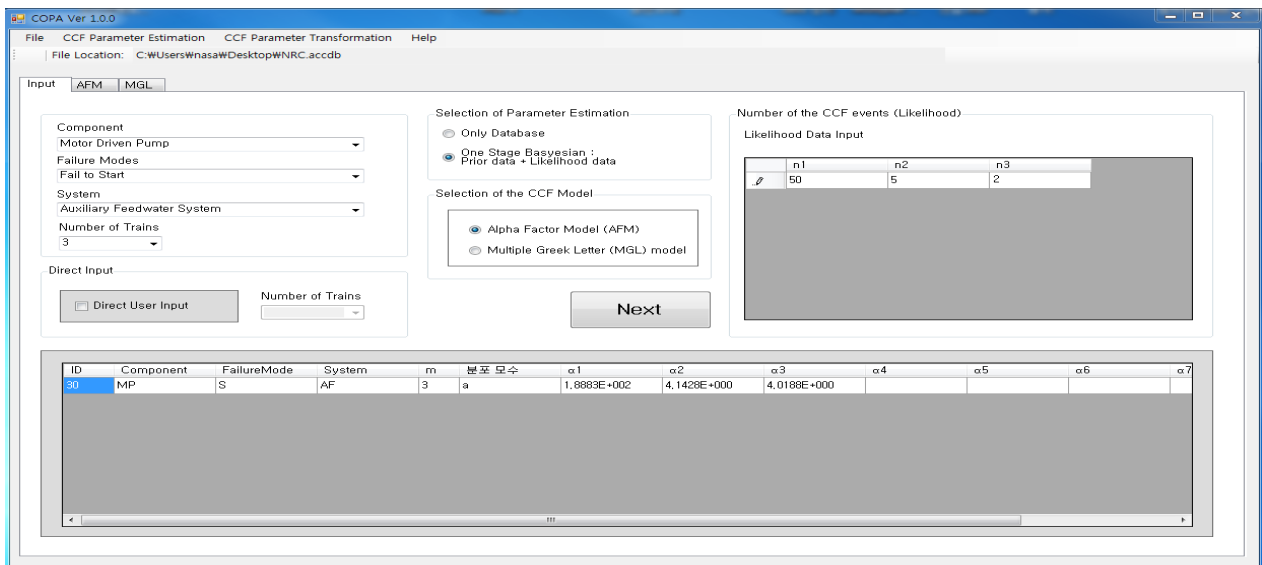 COPA Ver 1.0.0
File CCF Parameter Estimation CCF Parameter Transformation Help
File Location: C:₩Users₩nasa₩Desktop₩NRC.accdb
Input AFM MGL
Component
Motor Driven Pump
Failure Modes
Fail to Start
System
Auxiliary Feedwater System
Number of Trains
3
Direct Input
Direct User Input
Number of Trains
Selection of Parameter Estimation
Only Database
One Stage Basyesian :
Prior data + Likelihood data
Selection of the CCF Model
Alpha Factor Model (AFM)
Multiple Greek Letter (MGL) model
Next
Number of the CCF events (Likelihood)
Likelihood Data Input
n1 n2 n3
50 5 2
ID Component FailureMode System m 분포 모수 α1 α2 α3 α4 α5 α6 α7
30 MP S AF 3 a 1,8883E+002 4,1428E+000 4,0188E+000